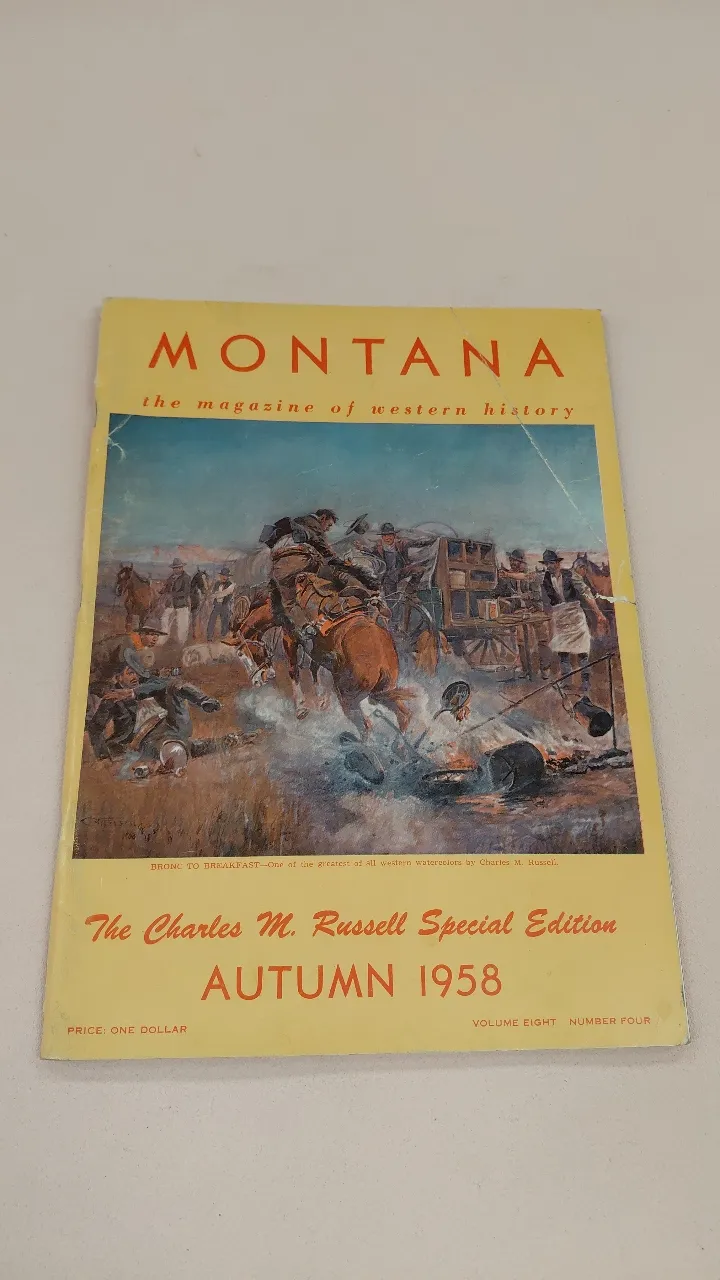 MONTANA
the magazine of western history
BRONC TO BREAKFAST—One of the greatest of all western watercolors by Charles M. Russell.
The Charles M. Russell Special Edition
AUTUMN 1958
PRICE: ONE DOLLAR
VOLUME EIGHT NUMBER FOUR